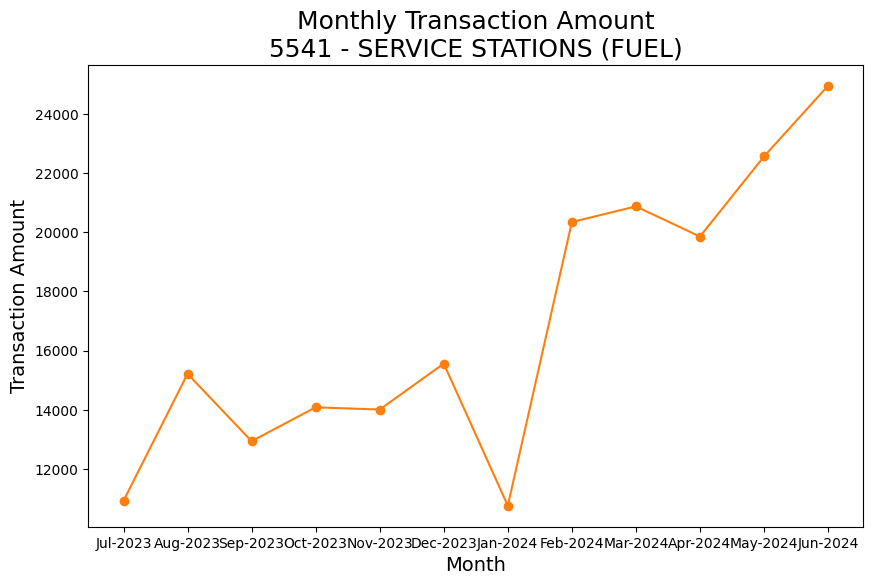 Monthly Transaction Amount
5541 - SERVICE STATIONS (FUEL)
Transaction Amount
24000
22000
20000
18000
16000
14000
12000
Jul-2023 Aug-2023 Sep-2023 Oct-2023 Nov-2023 Dec-2023 Jan-2024 Feb-2024 Mar-2024 Apr-2024 May-2024 Jun-2024
Month